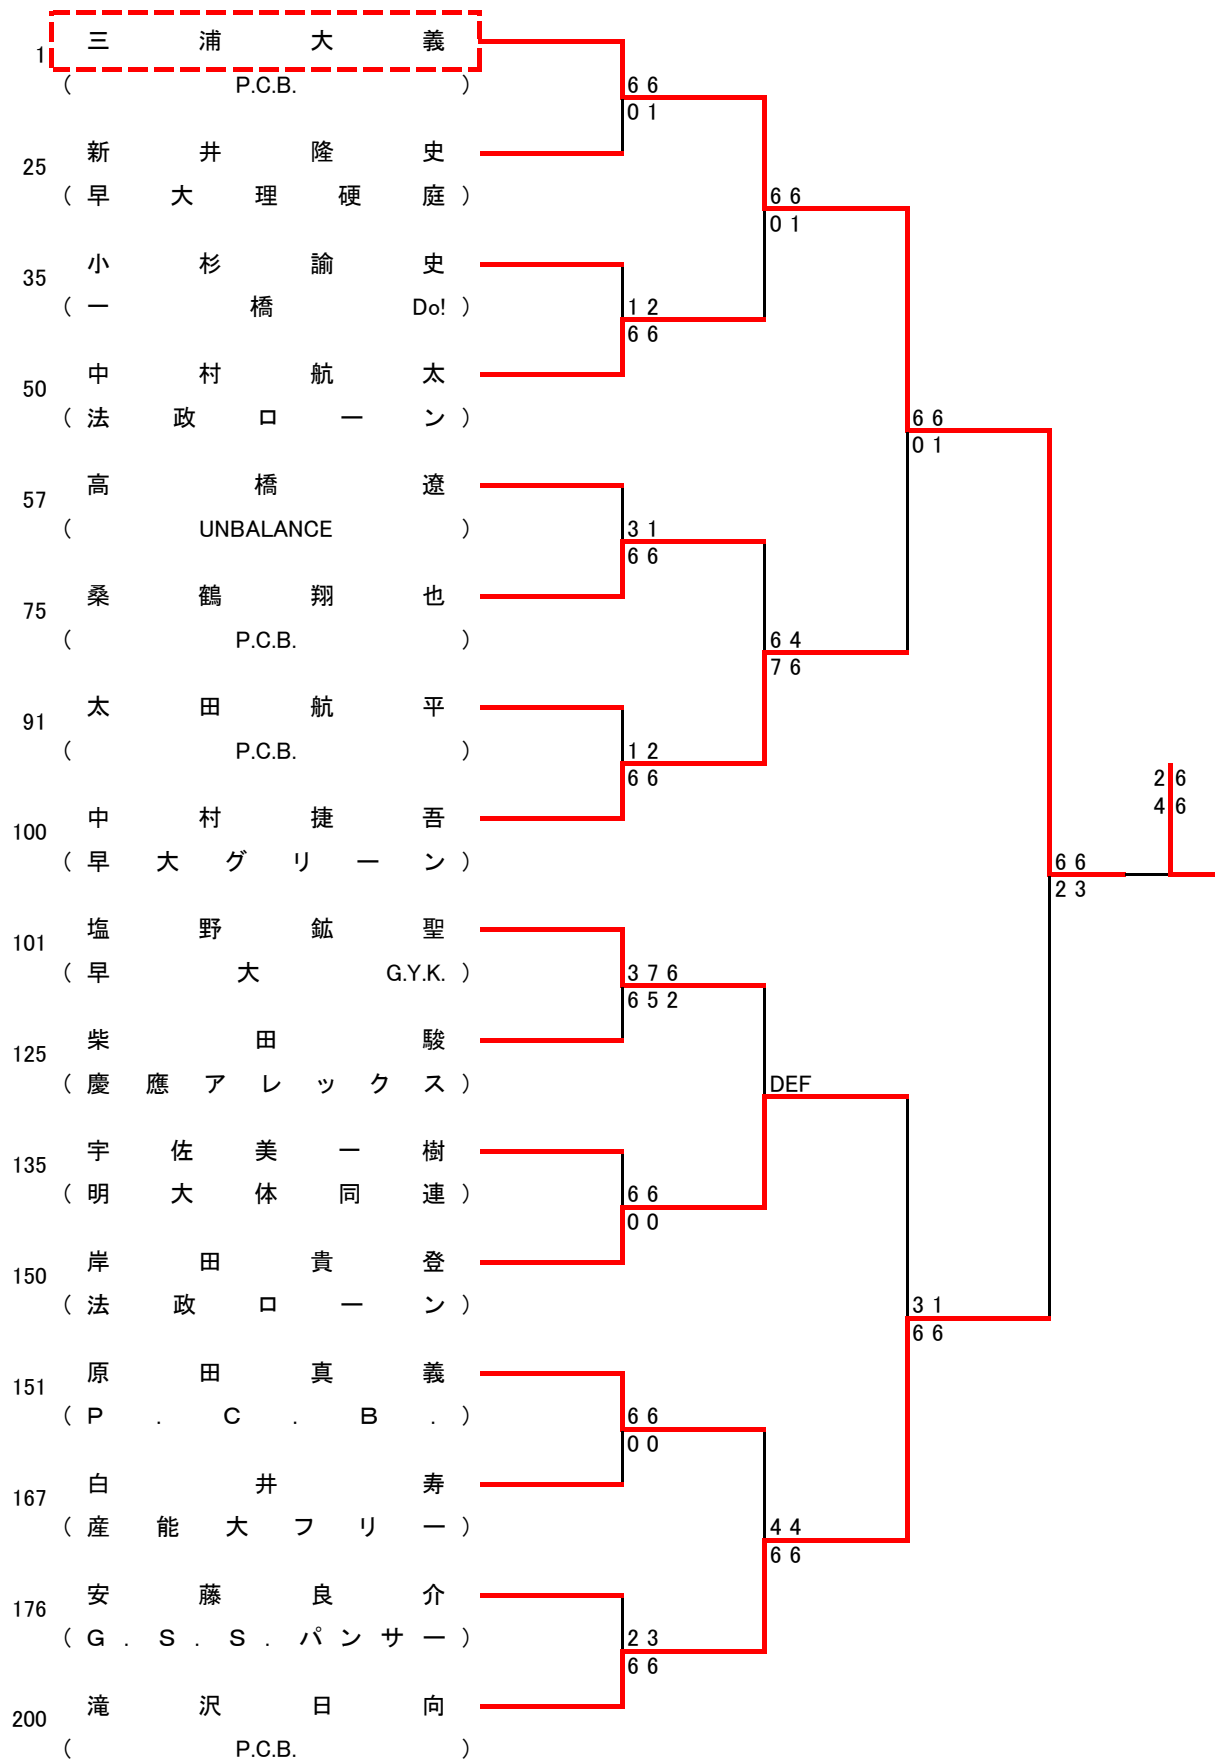 1 三浦大義
( P.C.B. )
6 6
0 1
25 新井隆史
( 早大理硬庭 )
6 6
0 1
35 小杉諭史
( 一橋 Do! )
1 2
6 6
50 中村航太
( 法政ローン )
6 6
0 1
57 高橋遼
( UNBALANCE )
3 1
6 6
75 桑鶴翔也
( P.C.B. )
6 4
7 6
91 太田航平
( P.C.B. )
1 2
6 6
2 6
4 6
100 中村捷吾
( 早大グリーン )
6 6
2 3
101 塩野鉱聖
( 早大 G.Y.K. )
3 7 6
6 5 2
125 柴田駿
( 慶應アレックス )
DEF
135 宇佐美一樹
( 明大体同連 )
6 6
0 0
150 岸田貴登
( 法政ローン )
3 1
6 6
151 原田真義
( P.C.B. )
6 6
0 0
167 白井寿
( 産能大フリー )
4 4
6 6
176 安藤良介
( G.S.S.パンサー )
2 3
6 6
200 滝沢日向
( P.C.B. )